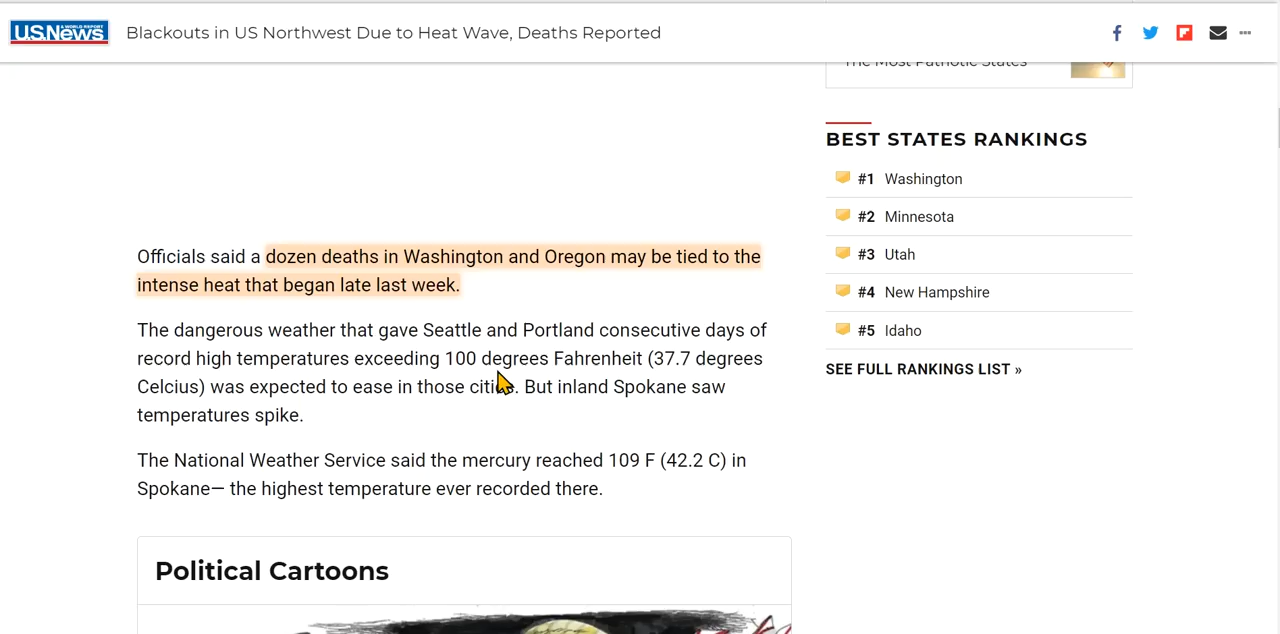 U.S.News
& WORLD REPORT
Blackouts in US Northwest Due to Heat Wave, Deaths Reported
The Most Patriotic States
BEST STATES RANKINGS
#1 Washington
#2 Minnesota
#3 Utah
#4 New Hampshire
#5 Idaho
SEE FULL RANKINGS LIST »
Officials said a dozen deaths in Washington and Oregon may be tied to the
intense heat that began late last week.
The dangerous weather that gave Seattle and Portland consecutive days of
record high temperatures exceeding 100 degrees Fahrenheit (37.7 degrees
Celcius) was expected to ease in those cities. But inland Spokane saw
temperatures spike.
The National Weather Service said the mercury reached 109 F (42.2 C) in
Spokane— the highest temperature ever recorded there.
Political Cartoons